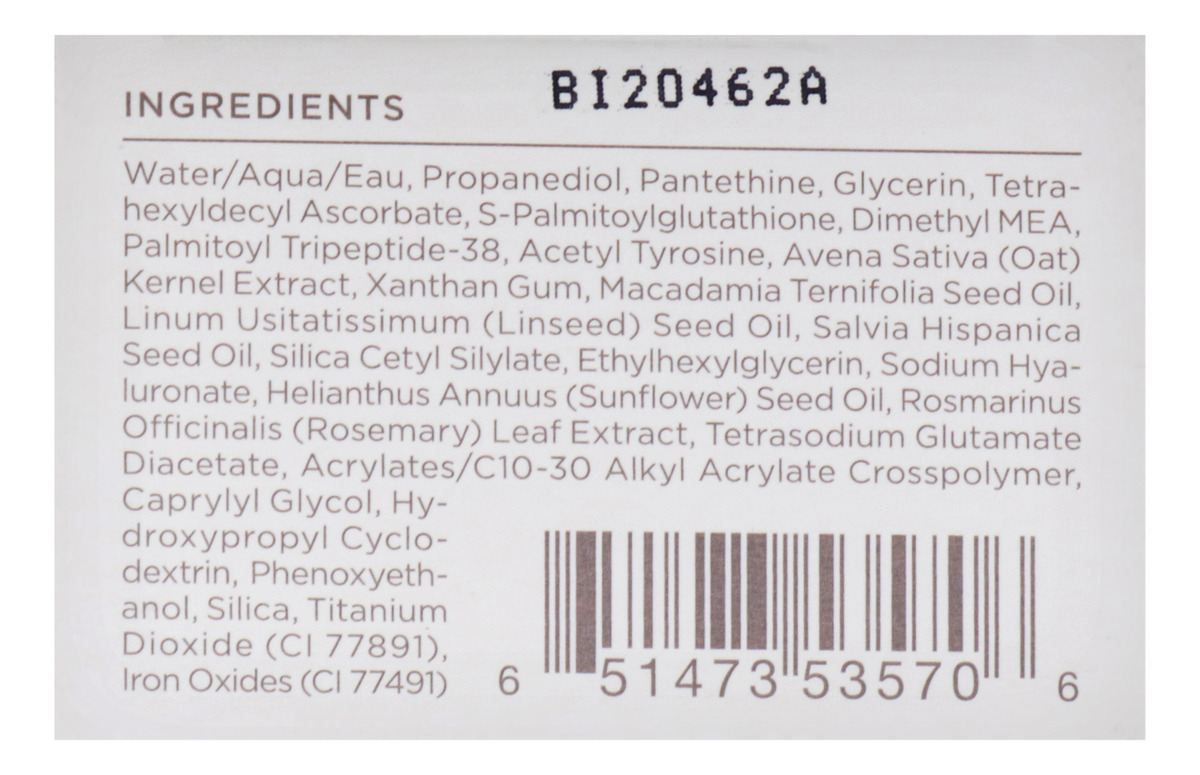 BI20462A
INGREDIENTS
Water/Aqua/Eau, Propanediol, Pantethine, Glycerin, Tetra-
hexyldecyl Ascorbate, S-Palmitoylglutathione, Dimethyl MEA,
Palmitoyl Tripeptide-38, Acetyl Tyrosine, Avena Sativa (Oat)
Kernel Extract, Xanthan Gum, Macadamia Ternifolia Seed Oil,
Linum Usitatissimum (Linseed) Seed Oil, Salvia Hispanica
Seed Oil, Silica Cetyl Silylate, Ethylhexylglycerin, Sodium Hya-
luronate, Helianthus Annuus (Sunflower) Seed Oil, Rosmarinus
Officinalis (Rosemary) Leaf Extract, Tetrasodium Glutamate
Diacetate, Acrylates/C10-30 Alkyl Acrylate Crosspolymer,
Caprylyl Glycol, Hy-
droxypropyl Cyclo-
dextrin, Phenoxyeth-
anol, Silica, Titanium
Dioxide (CI 77891),
Iron Oxides (CI 77491)
6 51473 53570 6